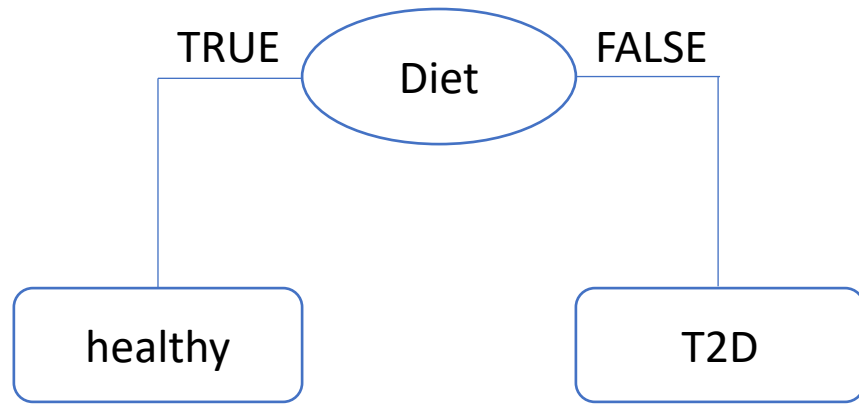 TRUE
Diet
FALSE
healthy
T2D